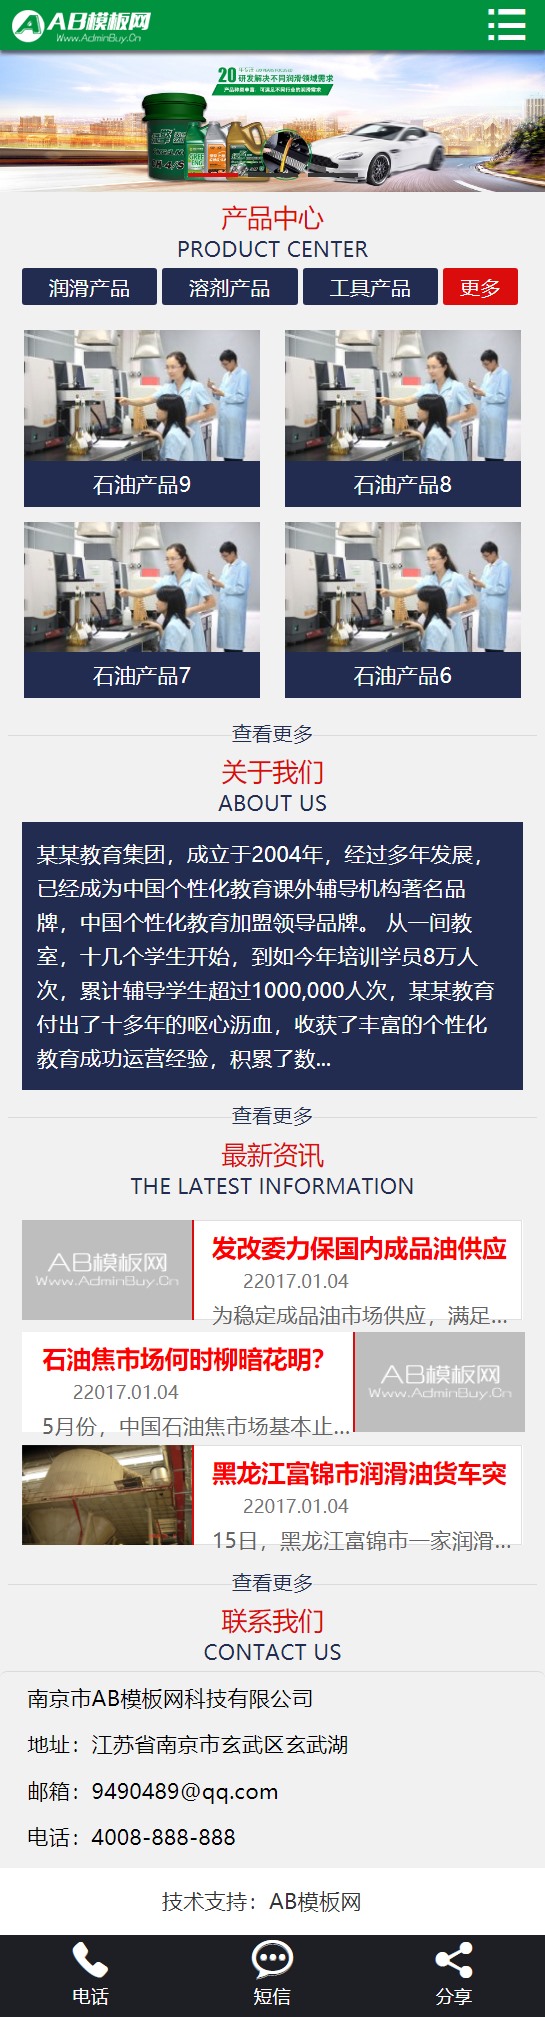 AB模板网
Www.AdminBuy.Cn
20
研发解决不同润滑领域需求
产品种类丰富 可满足不同行业的润滑需求
产品中心
PRODUCT CENTER
润滑产品 溶剂产品 工具产品 更多
石油产品9 石油产品8
石油产品7 石油产品6
查看更多
关于我们
ABOUT US
某某教育集团，成立于2004年，经过多年发展，
已经成为中国个性化教育课外辅导机构著名品
牌，中国个性化教育加盟领导品牌。 从一间教
室，十几个学生开始，到如今年培训学员8万人
次，累计辅导学生超过1000,000人次，某某教育
付出了十多年的呕心沥血，收获了丰富的个性化
教育成功运营经验，积累了数...
查看更多
最新资讯
THE LATEST INFORMATION
AB模板网
Www.AdminBuy.Cn
发改委力保国内成品油供应
22017.01.04
为稳定成品油市场供应，满足...
石油焦市场何时柳暗花明？
22017.01.04
5月份，中国石油焦市场基本止...
AB模板网
Www.AdminBuy.Cn
黑龙江富锦市润滑油货车突
22017.01.04
15日，黑龙江富锦市一家润滑...
查看更多
联系我们
CONTACT US
南京市AB模板网科技有限公司
地址：江苏省南京市玄武区玄武湖
邮箱：9490489@qq.com
电话：4008-888-888
技术支持：AB模板网
电话 短信 分享